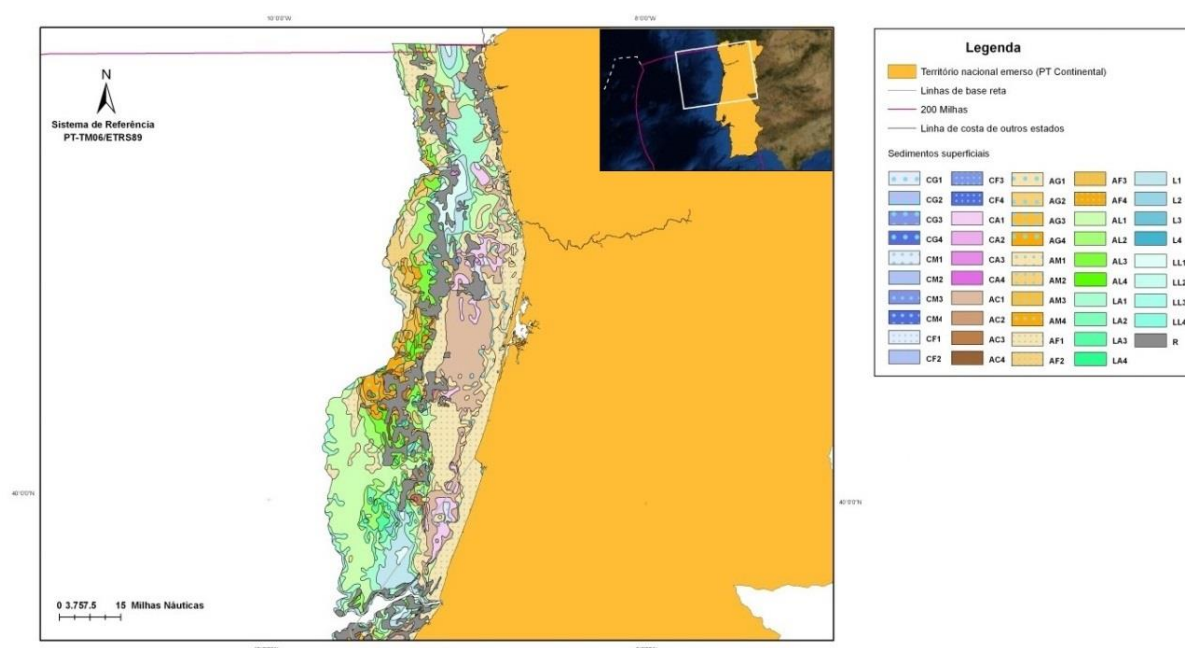 10°0'0"W
8°0'0"W
N
Sistema de Referência
PT-TM06/ETRS89
40°0'0"N
40°0'0"N
0 3.757.5 15 Milhas Náuticas
Legenda
Território nacional emerso (PT Continental)
Linhas de base reta
200 Milhas
Linha de costa de outros estados
Sedimentos superficiais
CG1 CF3 AG1 AF3 L1
CG2 CF4 AG2 AF4 L2
CG3 CA1 AG3 AL1 L3
CG4 CA2 AG4 AL2 L4
CM1 CA3 AM1 AL3 LL1
CM2 CA4 AM2 AL4 LL2
CM3 AC1 AM3 LA1 LL3
CM4 AC2 AM4 LA2 LL4
CF1 AC3 AF1 LA3 R
CF2 AC4 AF2 LA4